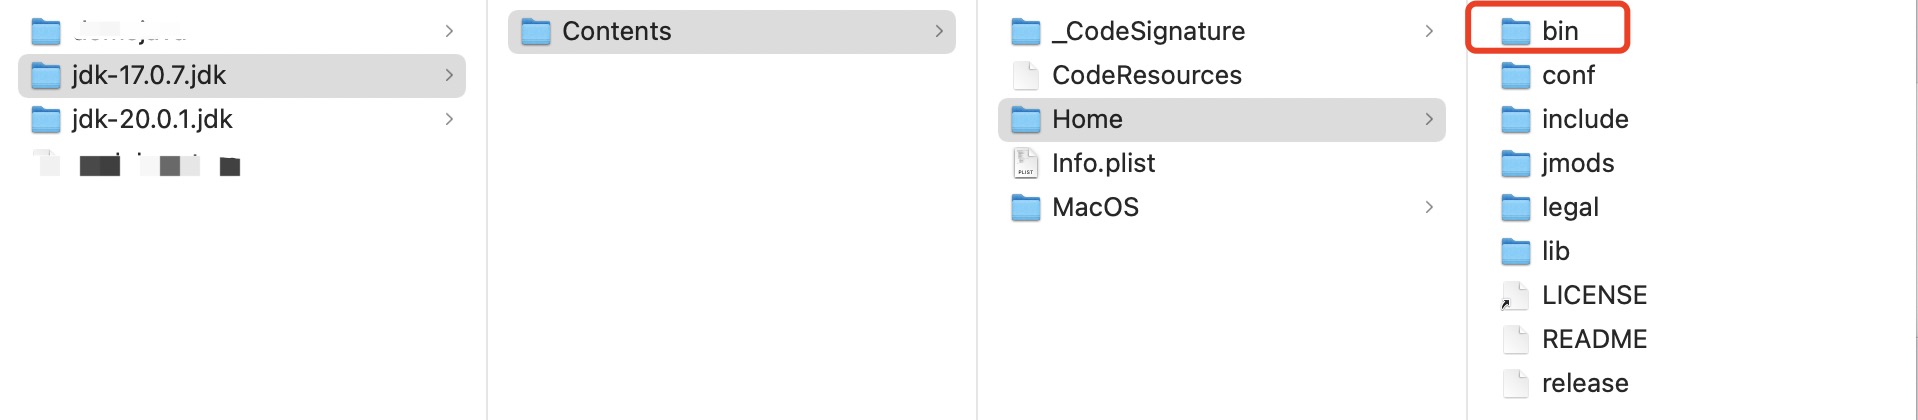 jdk-17.0.7.jdk
jdk-20.0.1.jdk
Contents
_CodeSignature
CodeResources
Home
Info.plist
PLIST
MacOS
bin
conf
include
jmods
legal
lib
LICENSE
README
release